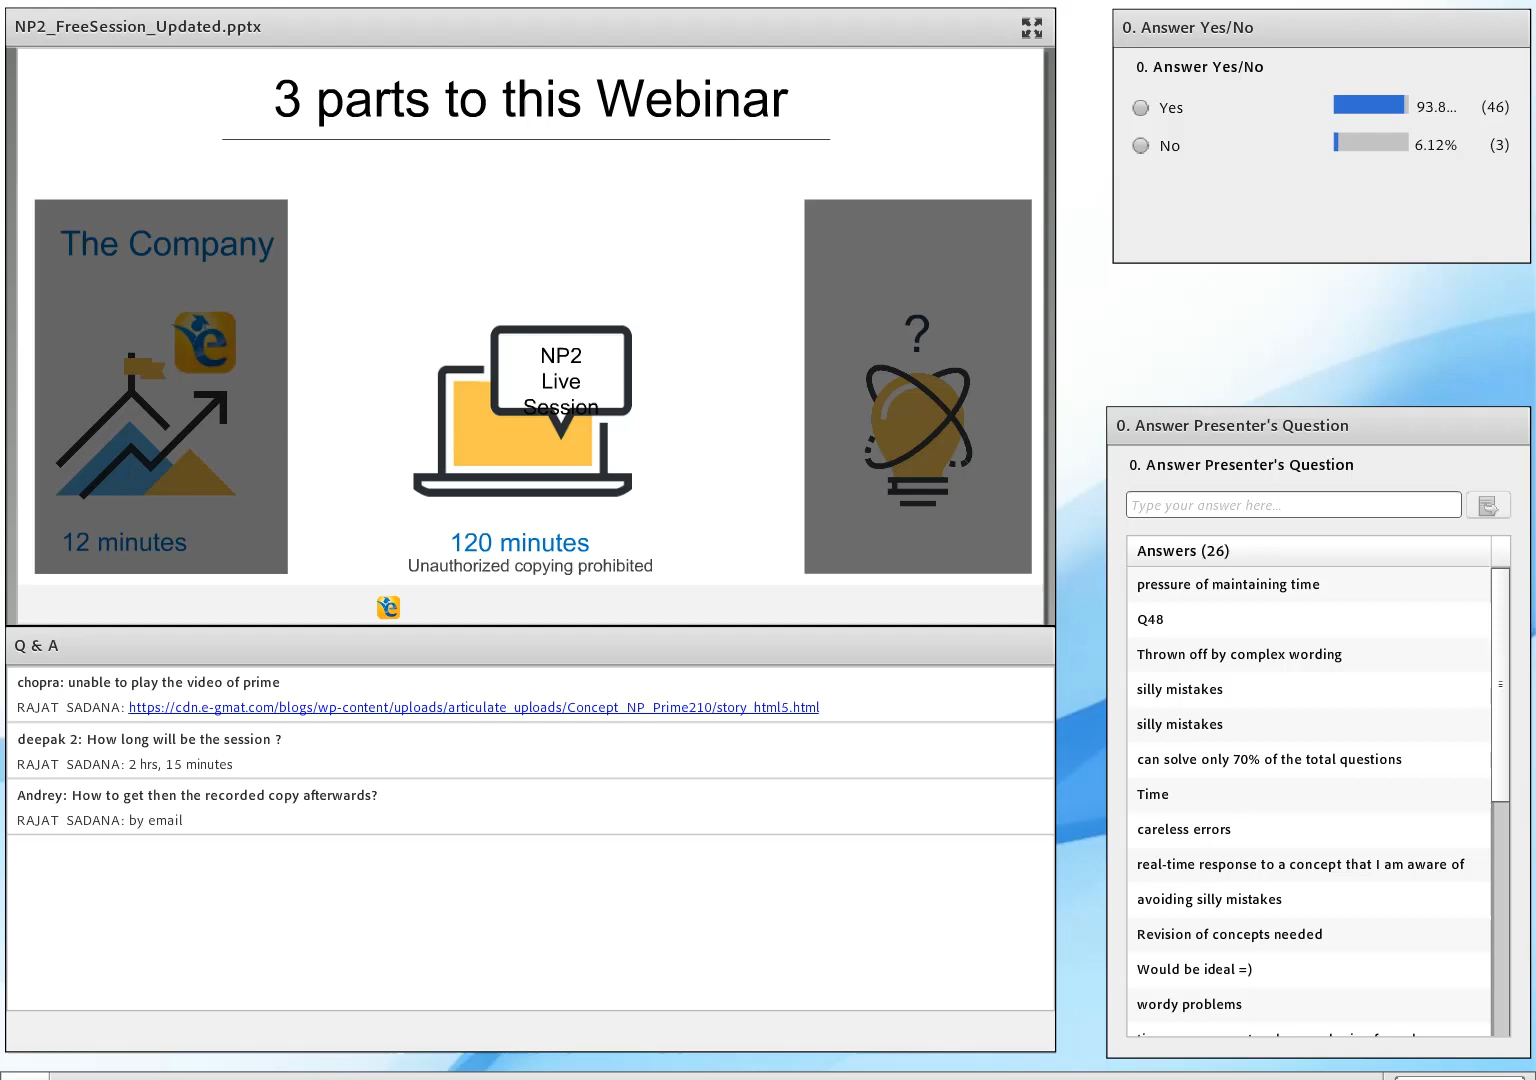 NP2_FreeSession_Updated.pptx
3 parts to this Webinar
The Company
12 minutes
NP2
Live
Session
120 minutes
Unauthorized copying prohibited
?
Q & A
chopra: unable to play the video of prime
RAJAT SADANA: https://cdn.e-gmat.com/blogs/wp-content/uploads/articulate_uploads/Concept_NP_Prime210/story_html5.html
deepak 2: How long will be the session ?
RAJAT SADANA: 2 hrs, 15 minutes
Andrey: How to get then the recorded copy afterwards?
RAJAT SADANA: by email
0. Answer Yes/No
0. Answer Yes/No
Yes 93.8... (46)
No 6.12% (3)
0. Answer Presenter's Question
0. Answer Presenter's Question
Type your answer here...
Answers (26)
pressure of maintaining time
Q48
Thrown off by complex wording
silly mistakes
silly mistakes
can solve only 70% of the total questions
Time
careless errors
real-time response to a concept that I am aware of
avoiding silly mistakes
Revision of concepts needed
Would be ideal =)
wordy problems